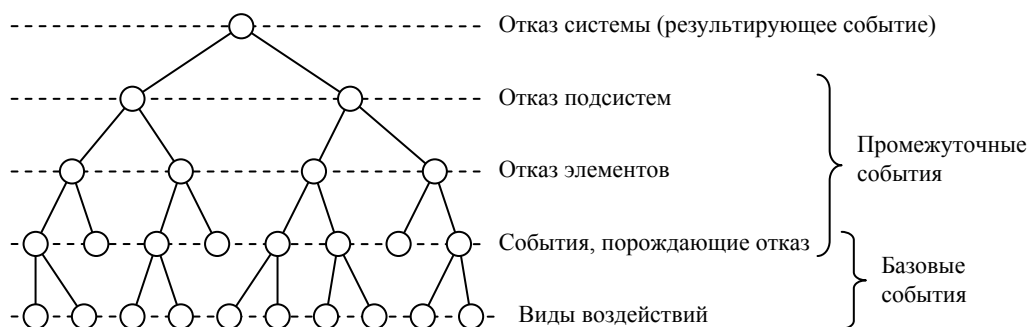 Отказ системы (результирующее событие)
Отказ подсистем
Промежуточные
события
Отказ элементов
События, порождающие отказ
Базовые
события
Виды воздействий